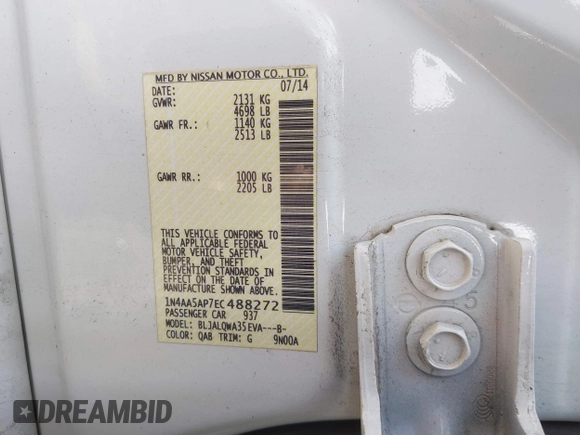 MFD BY NISSAN MOTOR CO., LTD.
DATE: 07/14
GVWR: 2131 KG
4698 LB
GAWR FR.: 1140 KG
2513 LB
GAWR RR.: 1000 KG
2205 LB
THIS VEHICLE CONFORMS TO
ALL APPLICABLE FEDERAL
MOTOR VEHICLE SAFETY,
BUMPER, AND THEFT
PREVENTION STANDARDS IN
EFFECT ON THE DATE OF
MANUFACTURE SHOWN ABOVE.
1N4AA5AP7EC488272
PASSENGER CAR 937
MODEL: BLJALQWA35EVA---B-
COLOR: QAB TRIM: G 9N00A
DREAMBID